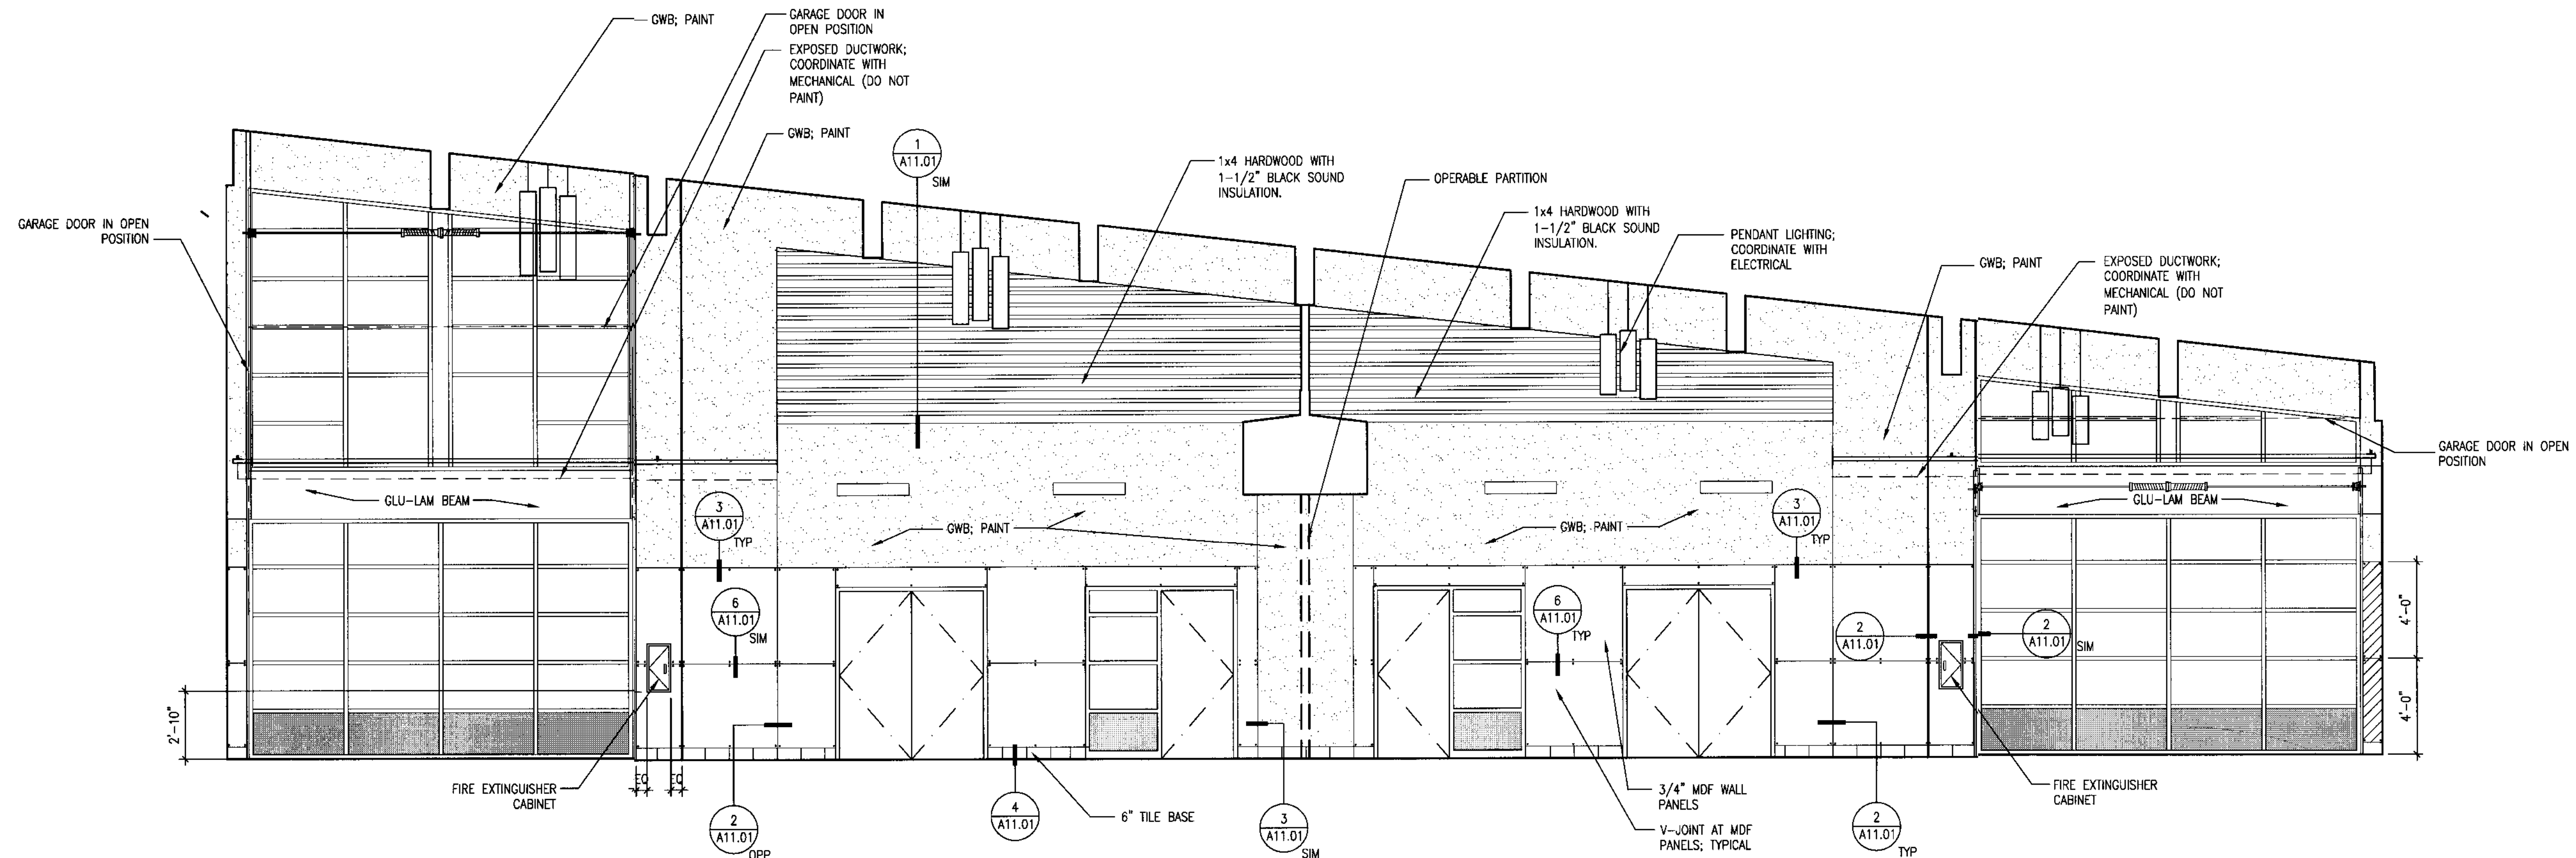 GWB; PAINT
GARAGE DOOR IN
OPEN POSITION
EXPOSED DUCTWORK;
COORDINATE WITH
MECHANICAL (DO NOT
PAINT)
GWB; PAINT
1
A11.01
SIM
1x4 HARDWOOD WITH
1-1/2" BLACK SOUND
INSULATION.
OPERABLE PARTITION
1x4 HARDWOOD WITH
1-1/2" BLACK SOUND
INSULATION.
PENDANT LIGHTING;
COORDINATE WITH
ELECTRICAL
GWB; PAINT
EXPOSED DUCTWORK;
COORDINATE WITH
MECHANICAL (DO NOT
PAINT)
GARAGE DOOR IN OPEN
POSITION
GARAGE DOOR IN OPEN
POSITION
GLU-LAM BEAM
3
A11.01
TYP
GWB; PAINT
GWB; PAINT
3
A11.01
TYP
GLU-LAM BEAM
6
A11.01
SIM
6
A11.01
TYP
2
A11.01
2
A11.01
SIM
4'-0"
4'-0"
2'-10"
EQ
EQ
FIRE EXTINGUISHER
CABINET
2
A11.01
OPP
4
A11.01
6" TILE BASE
3
A11.01
SIM
3/4" MDF WALL
PANELS
V-JOINT AT MDF
PANELS; TYPICAL
2
A11.01
TYP
FIRE EXTINGUISHER
CABINET